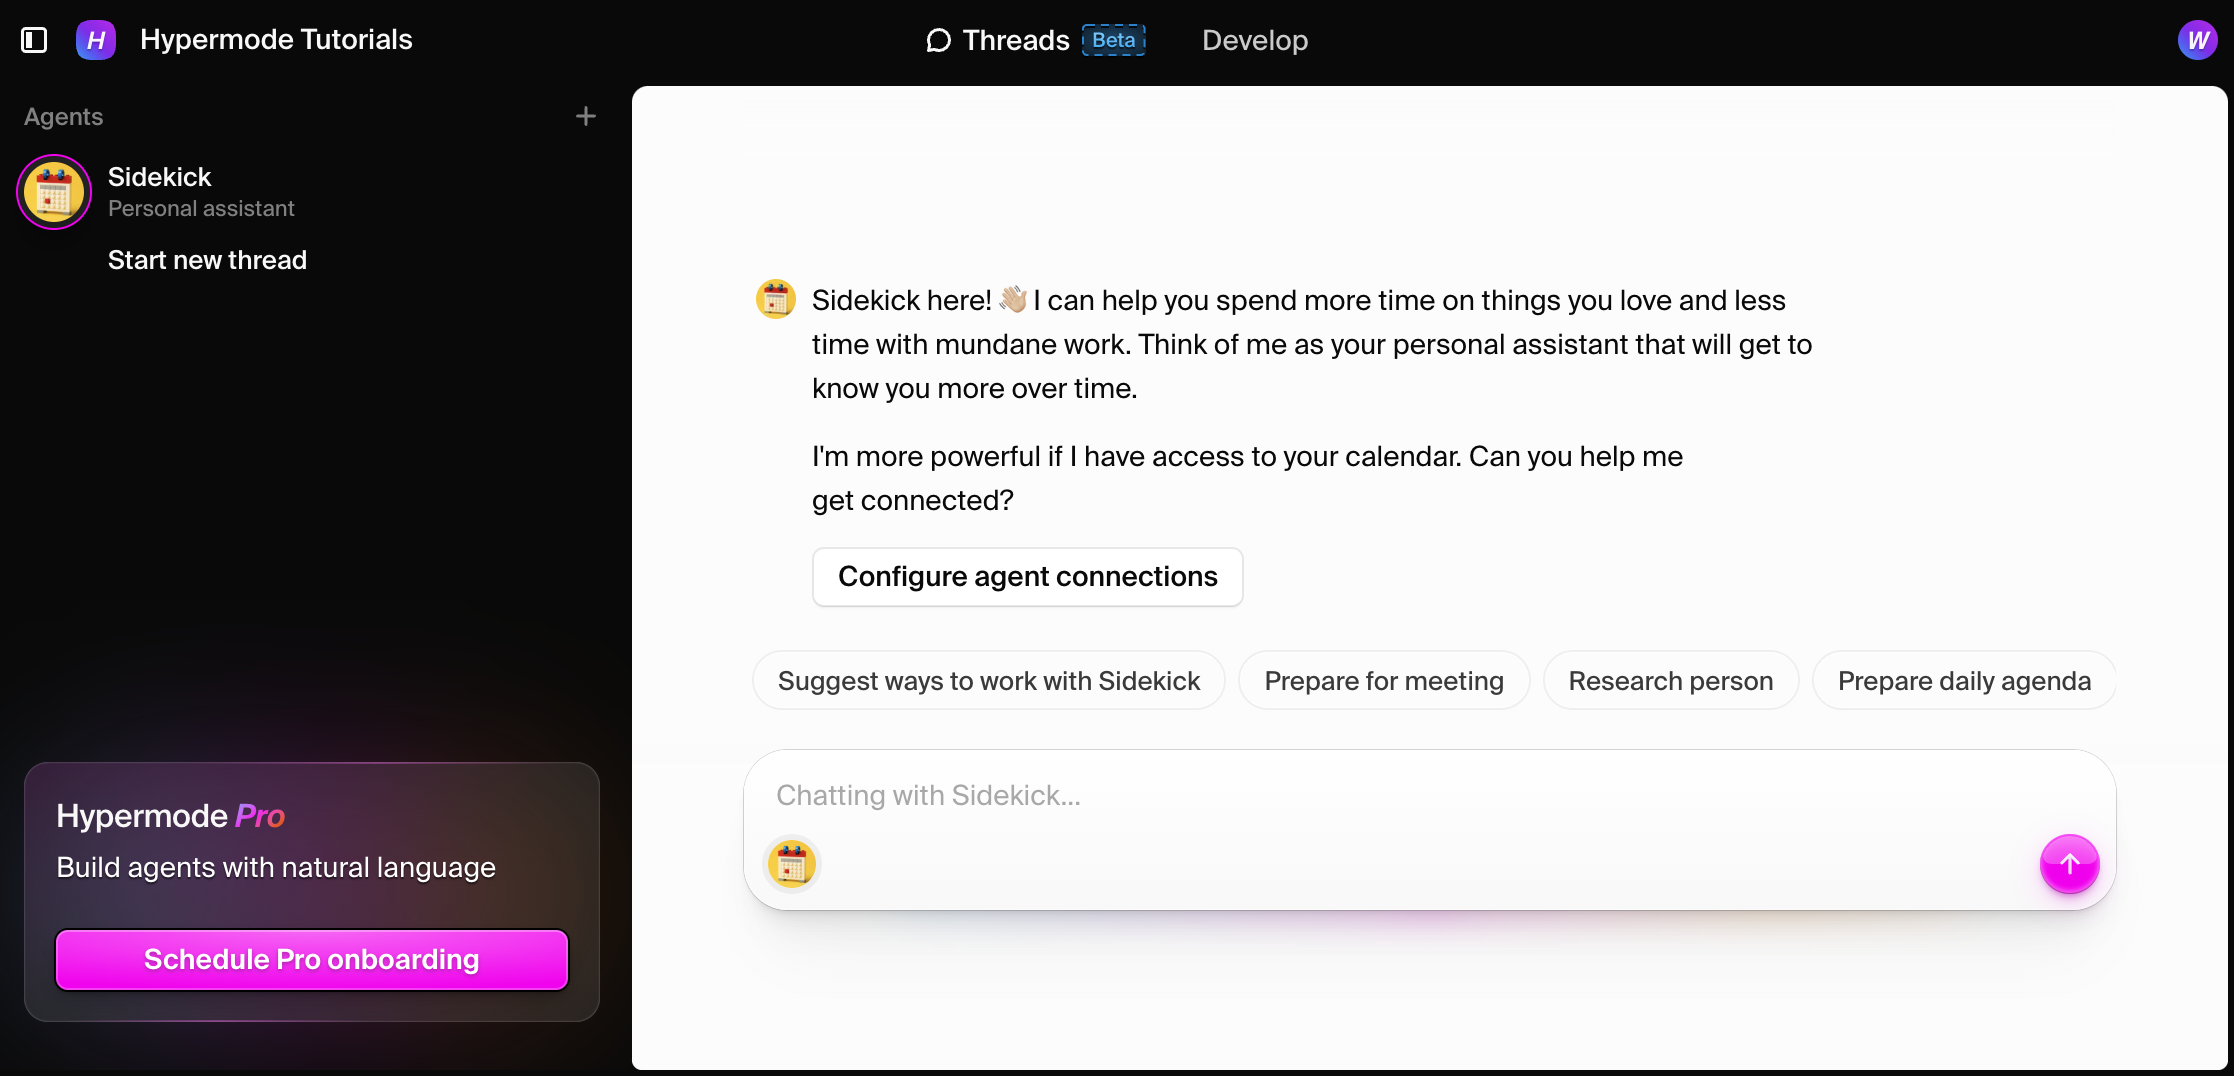 H
Hypermode Tutorials
Threads
Beta
Develop
W
Agents
Sidekick
Personal assistant
Start new thread
Hypermode Pro
Build agents with natural language
Schedule Pro onboarding
Sidekick here! 👋🏼 I can help you spend more time on things you love and less
time with mundane work. Think of me as your personal assistant that will get to
know you more over time.
I'm more powerful if I have access to your calendar. Can you help me
get connected?
Configure agent connections
Suggest ways to work with Sidekick
Prepare for meeting
Research person
Prepare daily agenda
Chatting with Sidekick...